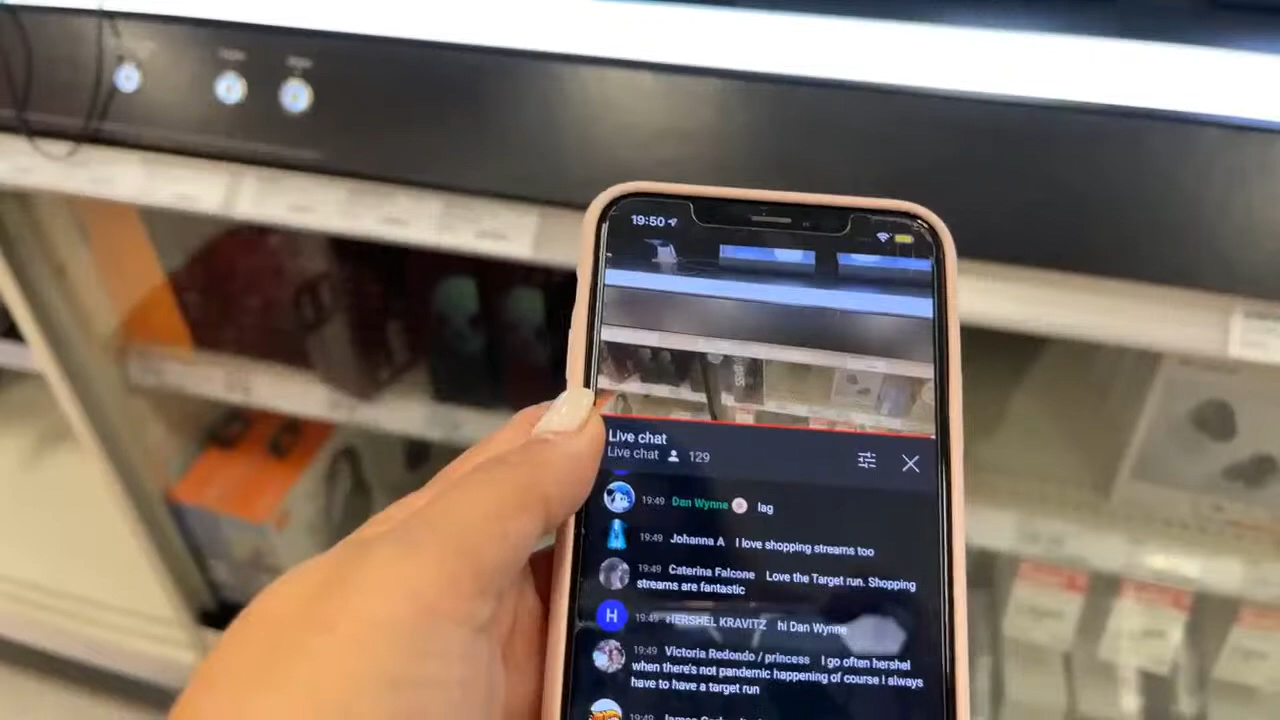 19:50
Live chat
Live chat 129
19:49 Dan Wynne lag
19:49 Johanna A I love shopping streams too
19:49 Caterina Falcone Love the Target run. Shopping
streams are fantastic
H 19:49 HERSHEL KRAVITZ hi Dan Wynne
19:49 Victoria Redondo / princess I go often hershel
when there's not pandemic happening of course I always
have to have a target run
19:49 James